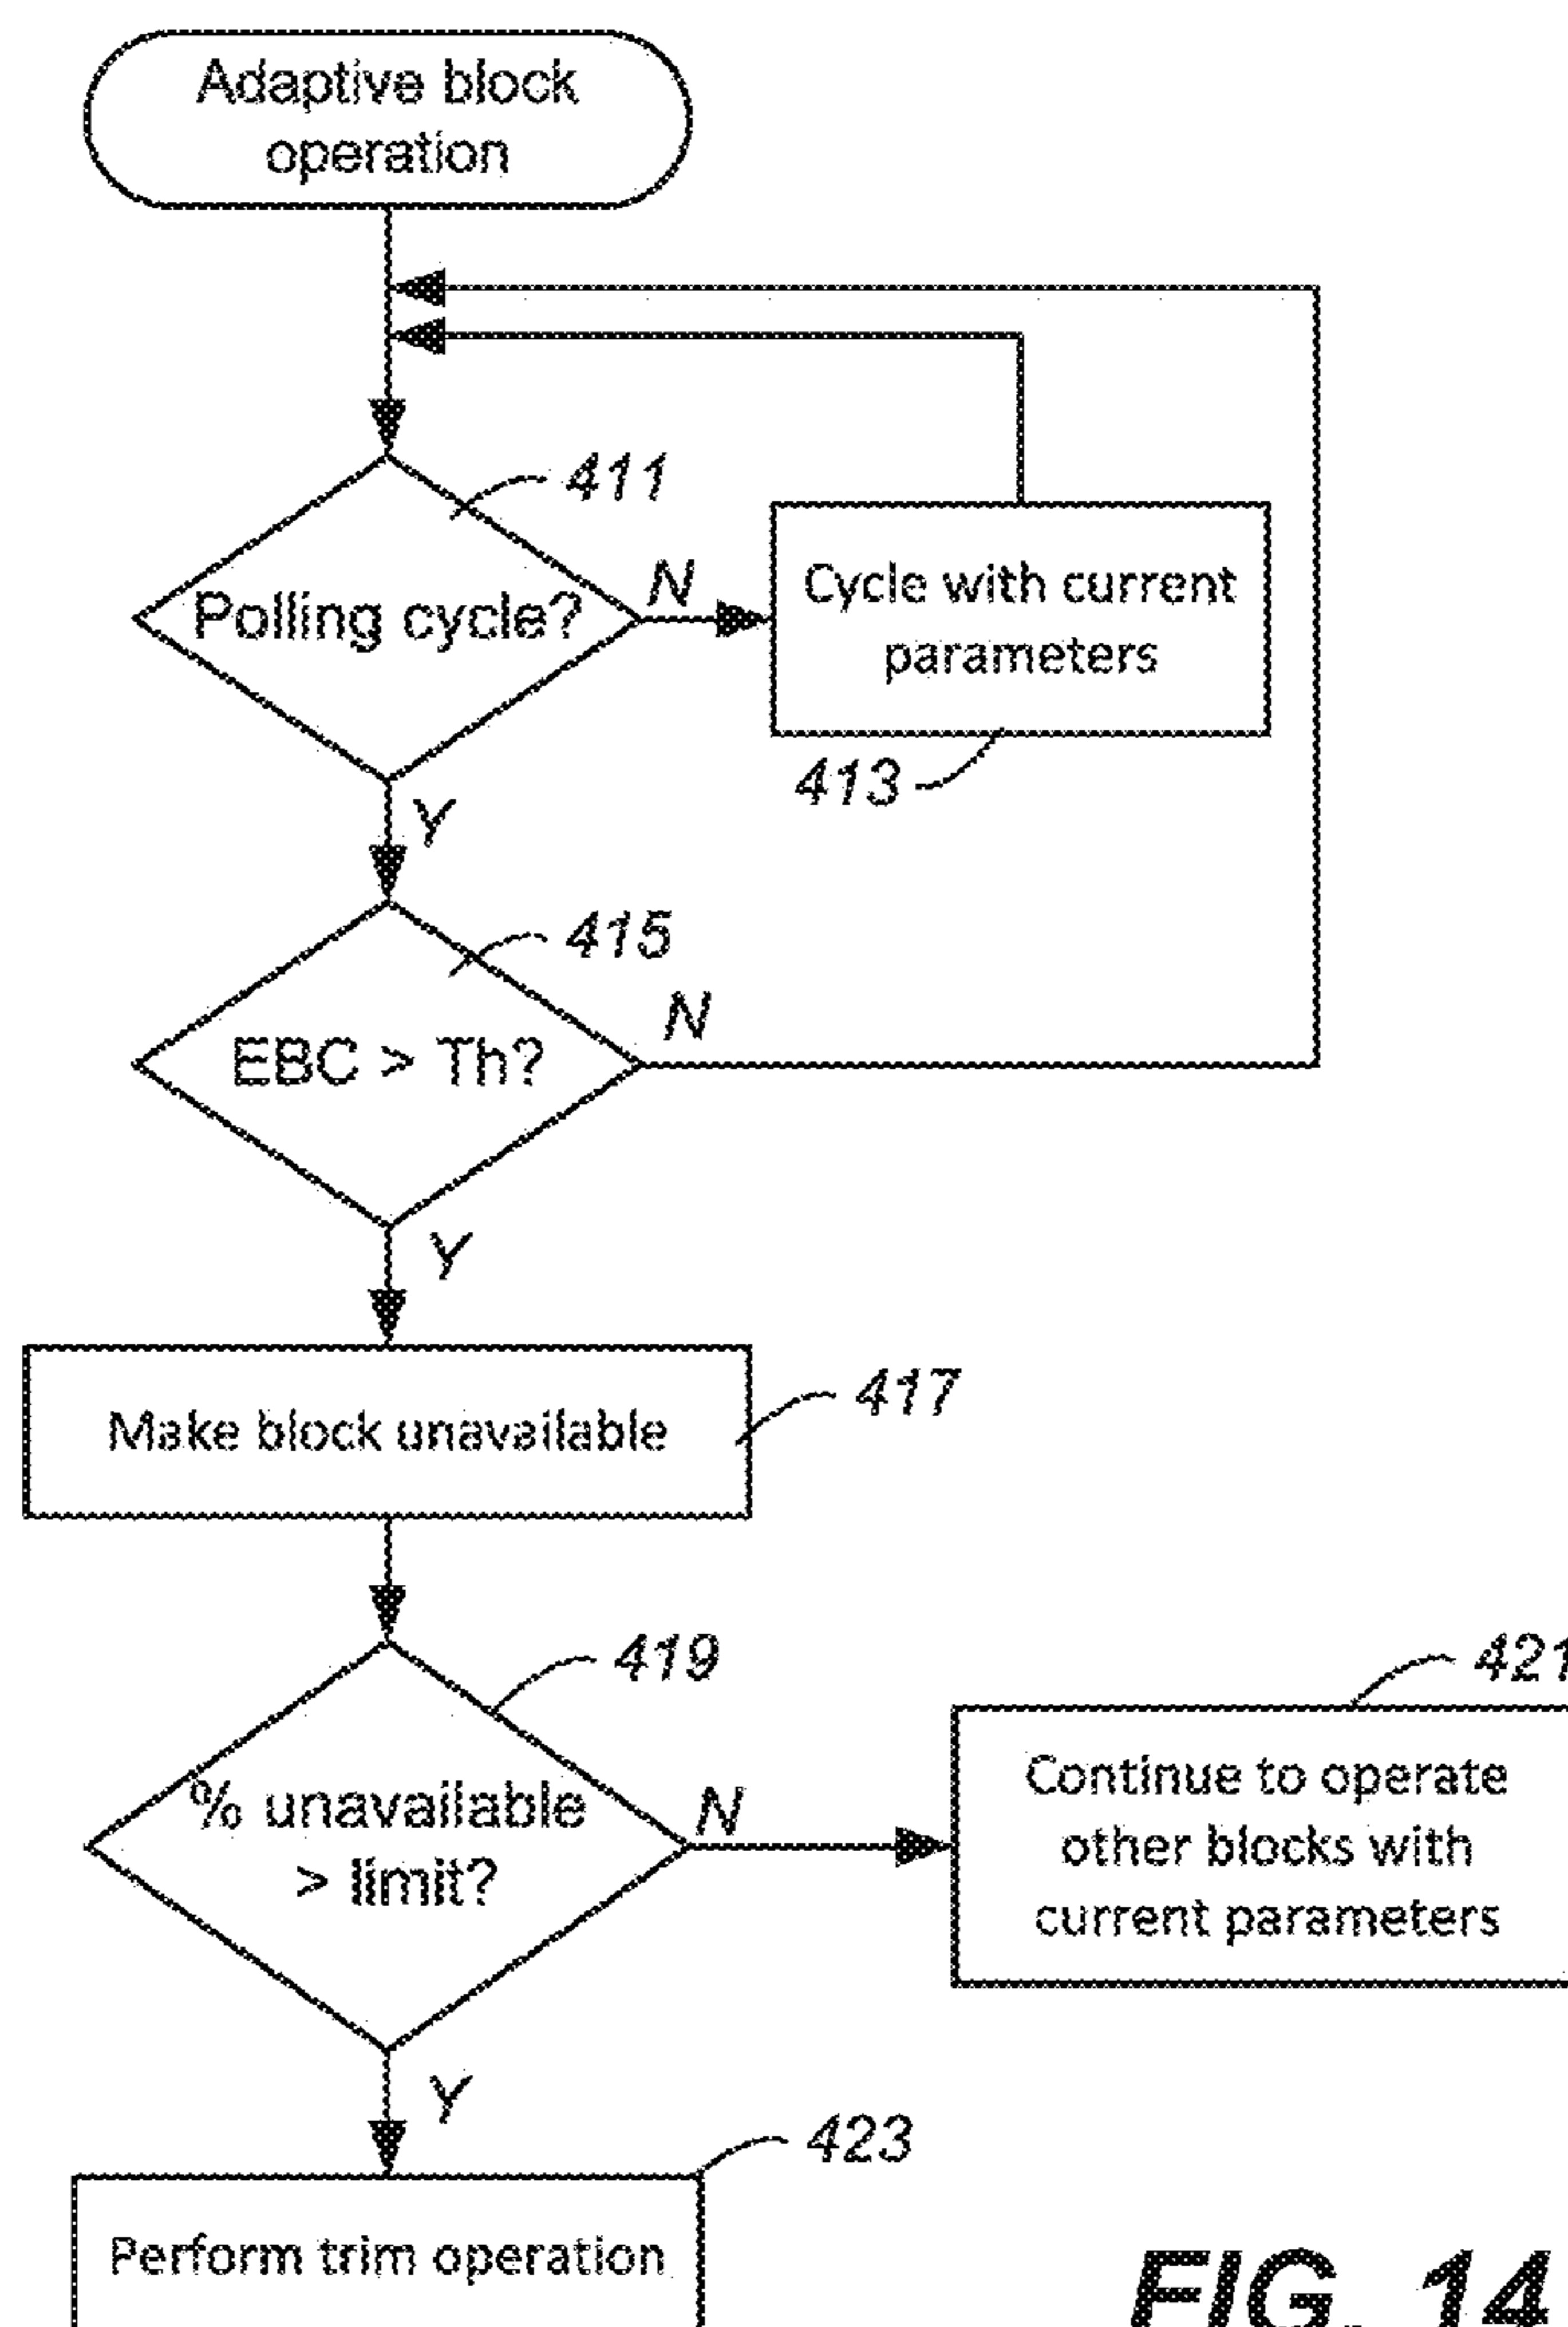 Adaptive block
operation
411
Polling cycle?
N
Cycle with current
parameters
413
Y
415
EBC > Th?
N
Y
Make block unavailable
417
419
% unavailable
> limit?
N
421
Continue to operate
other blocks with
current parameters
Y
423
Perform trim operation
FIG. 14